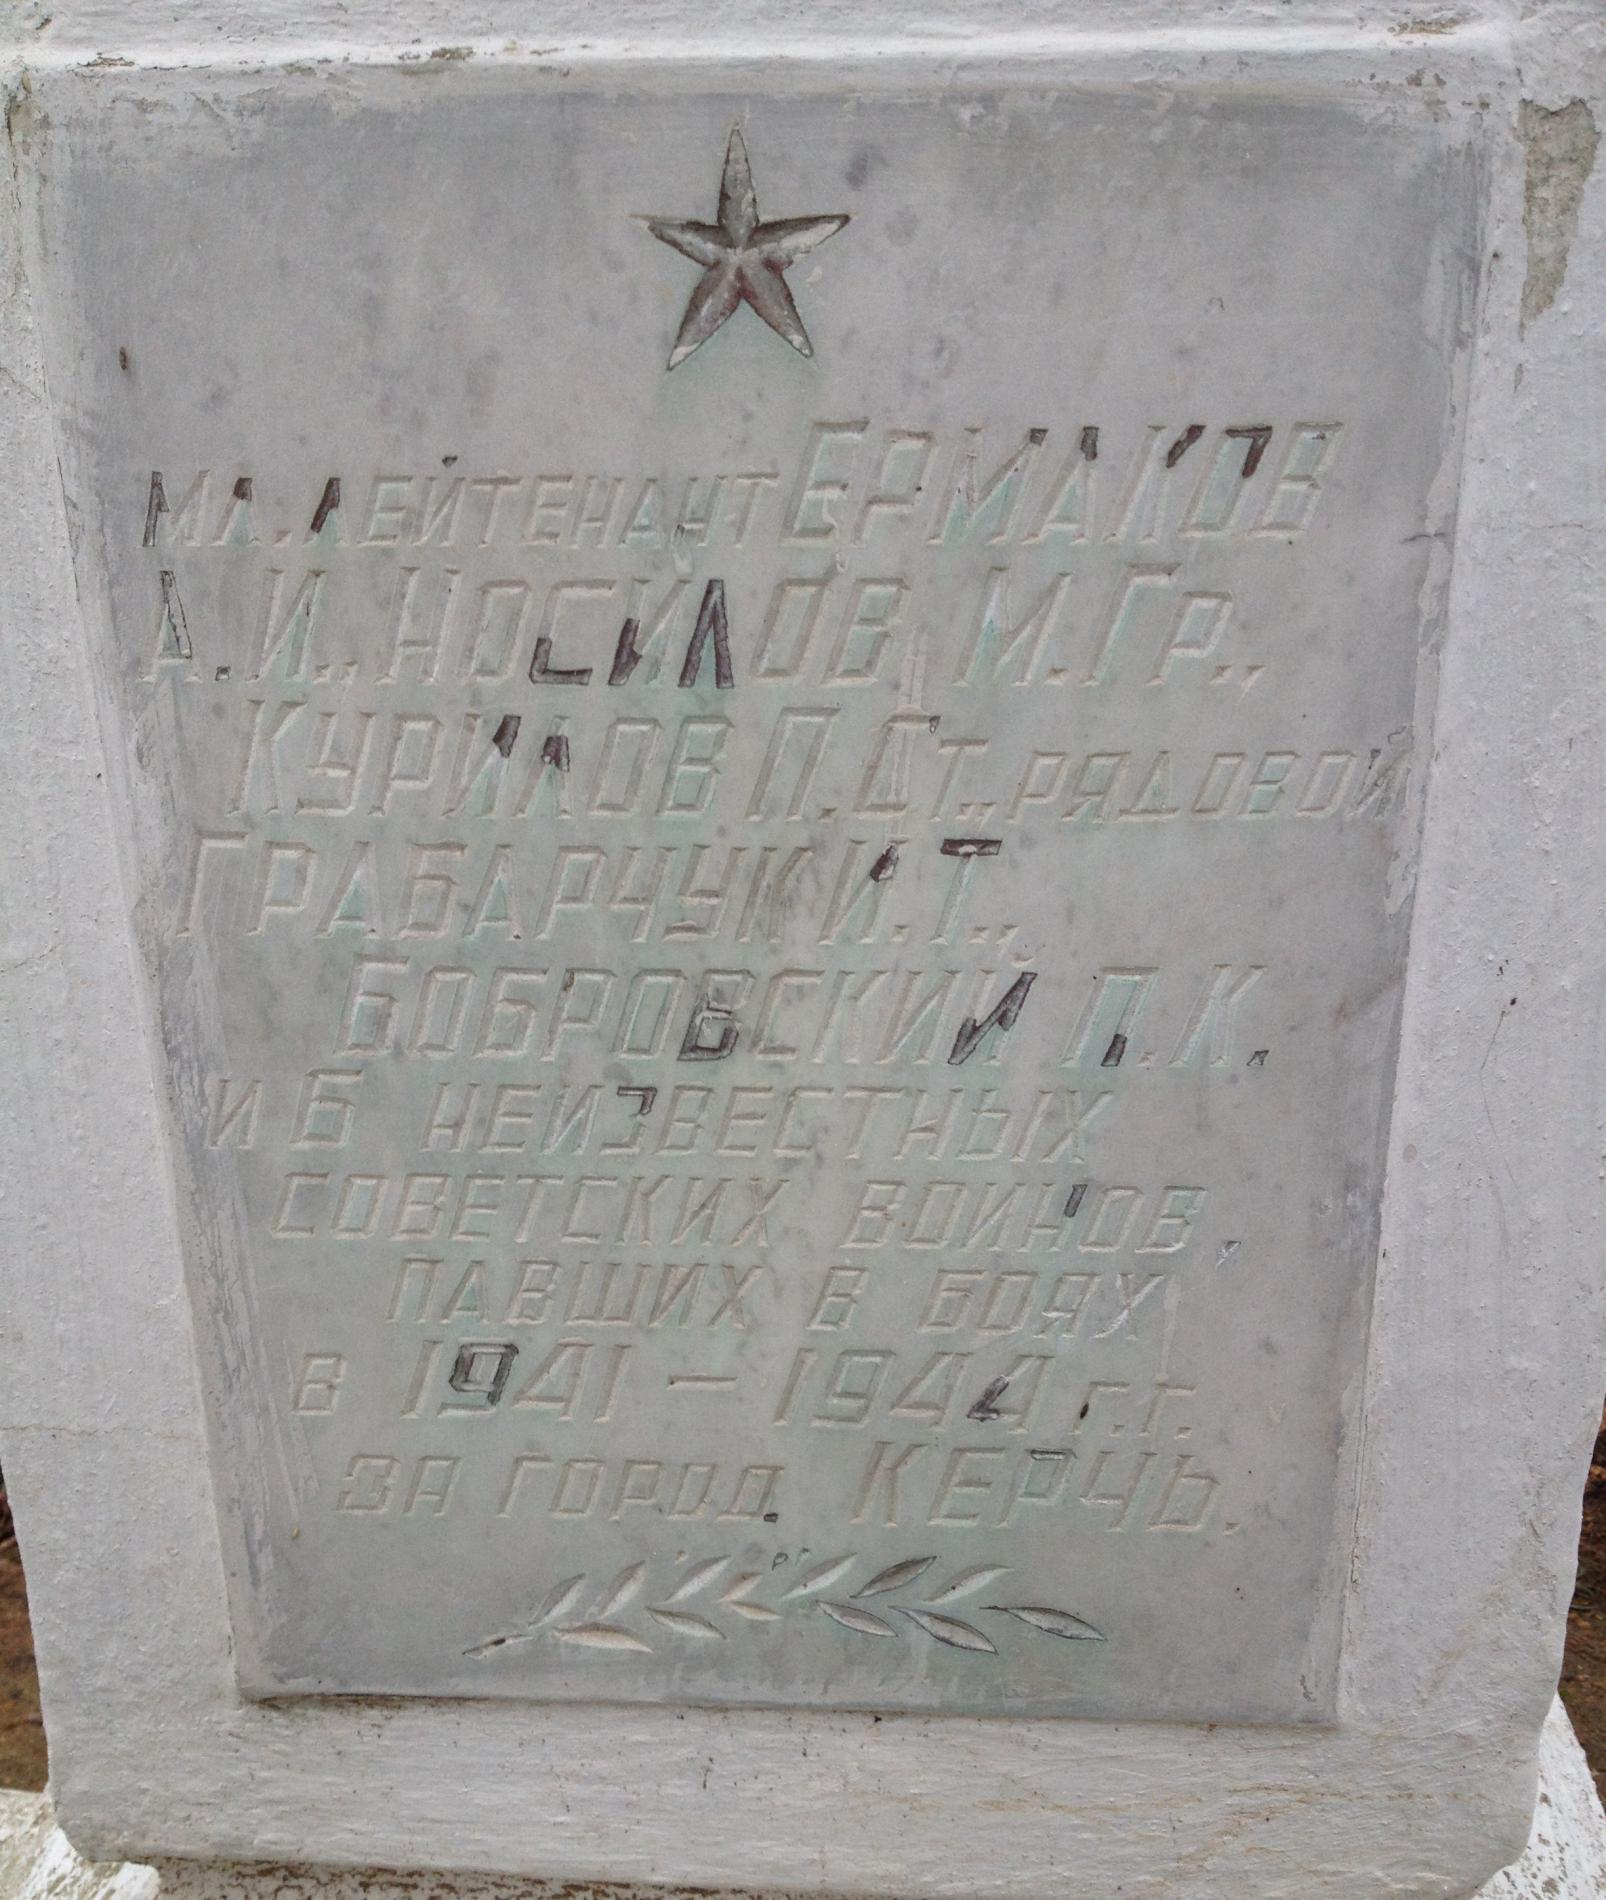 МЛ. ЛЕЙТЕНАНТ ЕРМАКОВ
А. И., НОСИЛОВ М. ГР.,
КУРИЛОВ П. СТ., РЯДОВОЙ
ГРАБАРЧУК И. Т.,
БОБРОВСКИЙ П. К.
И 6 НЕИЗВЕСТНЫХ
СОВЕТСКИХ ВОИНОВ,
ПАВШИХ В БОЯХ
В 1941 – 1944 Г.Г.
ЗА ГОРОД КЕРЧЬ.